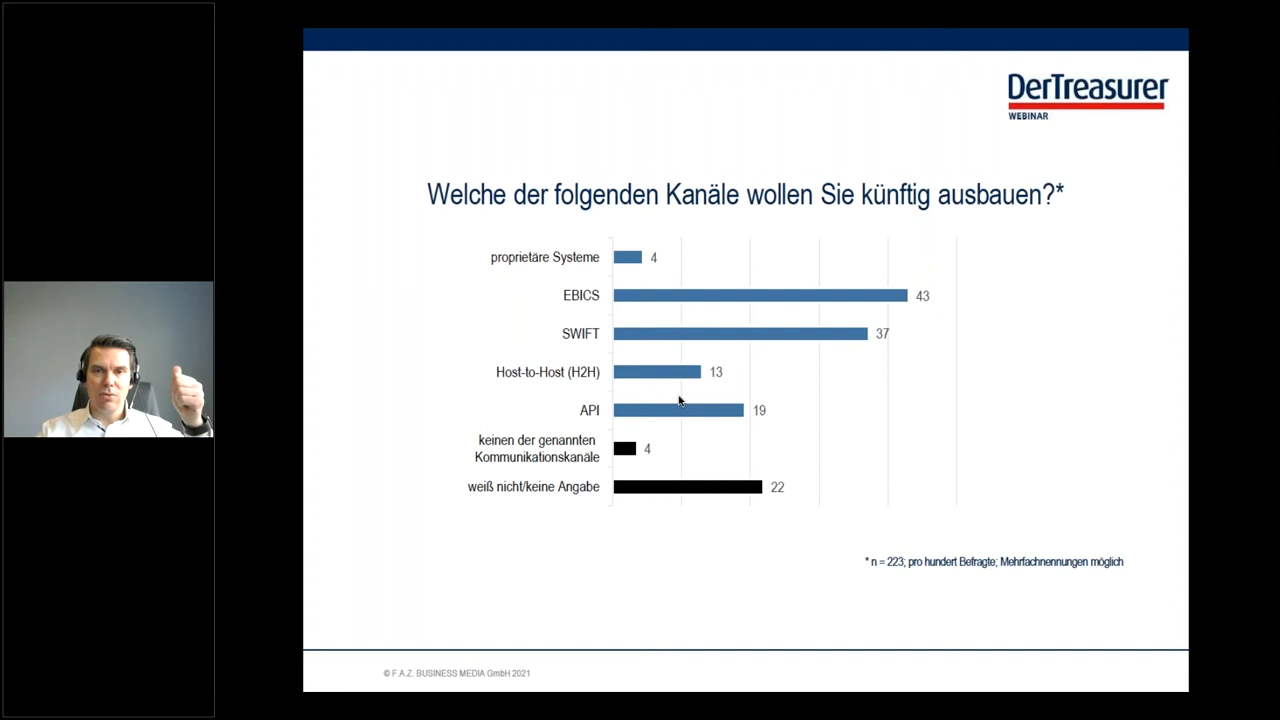 DerTreasurer
WEBINAR
Welche der folgenden Kanäle wollen Sie künftig ausbauen?*
proprietäre Systeme 4
EBICS 43
SWIFT 37
Host-to-Host (H2H) 13
API 19
keinen der genannten
Kommunikationskanäle 4
weiß nicht/keine Angabe 22
* n = 223; pro hundert Befragte; Mehrfachnennungen möglich
© F.A.Z. BUSINESS MEDIA GmbH 2021